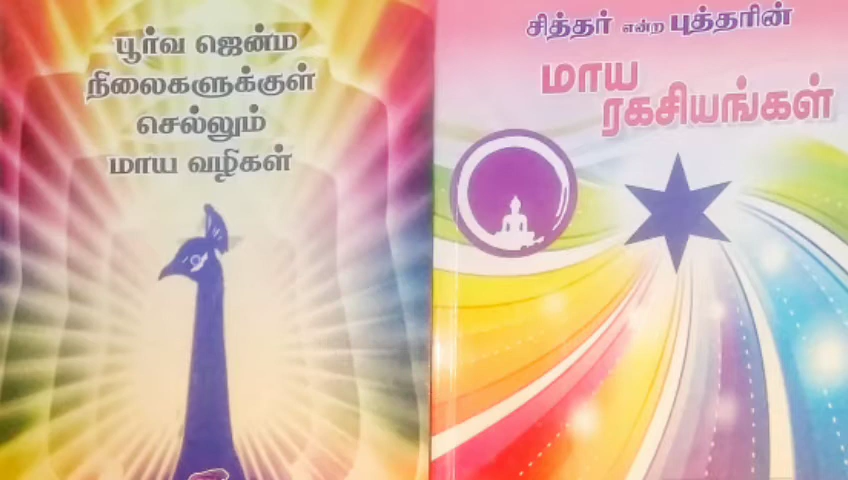 பூர்வ ஜென்ம
நிலைகளுக்குள்
செல்லும்
மாய வழிகள்
சித்தர் என்ற புத்தரின்
மாய
ரகசியங்கள்